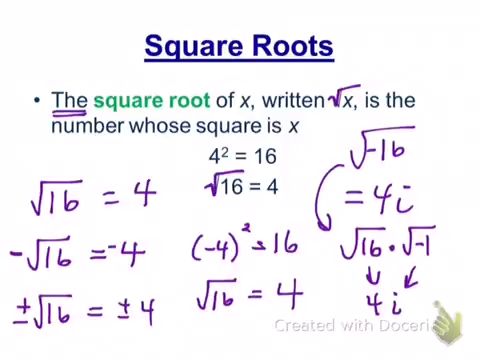 Square Roots
• The square root of x, written √x, is the
number whose square is x
4² = 16
√16 = 4
√16 = 4
-√16 = -4
±√16 = ±4
(-4)² = 16
√16 = 4
√-16
= 4i
√16 · √-1
4 i
Created with Doceri